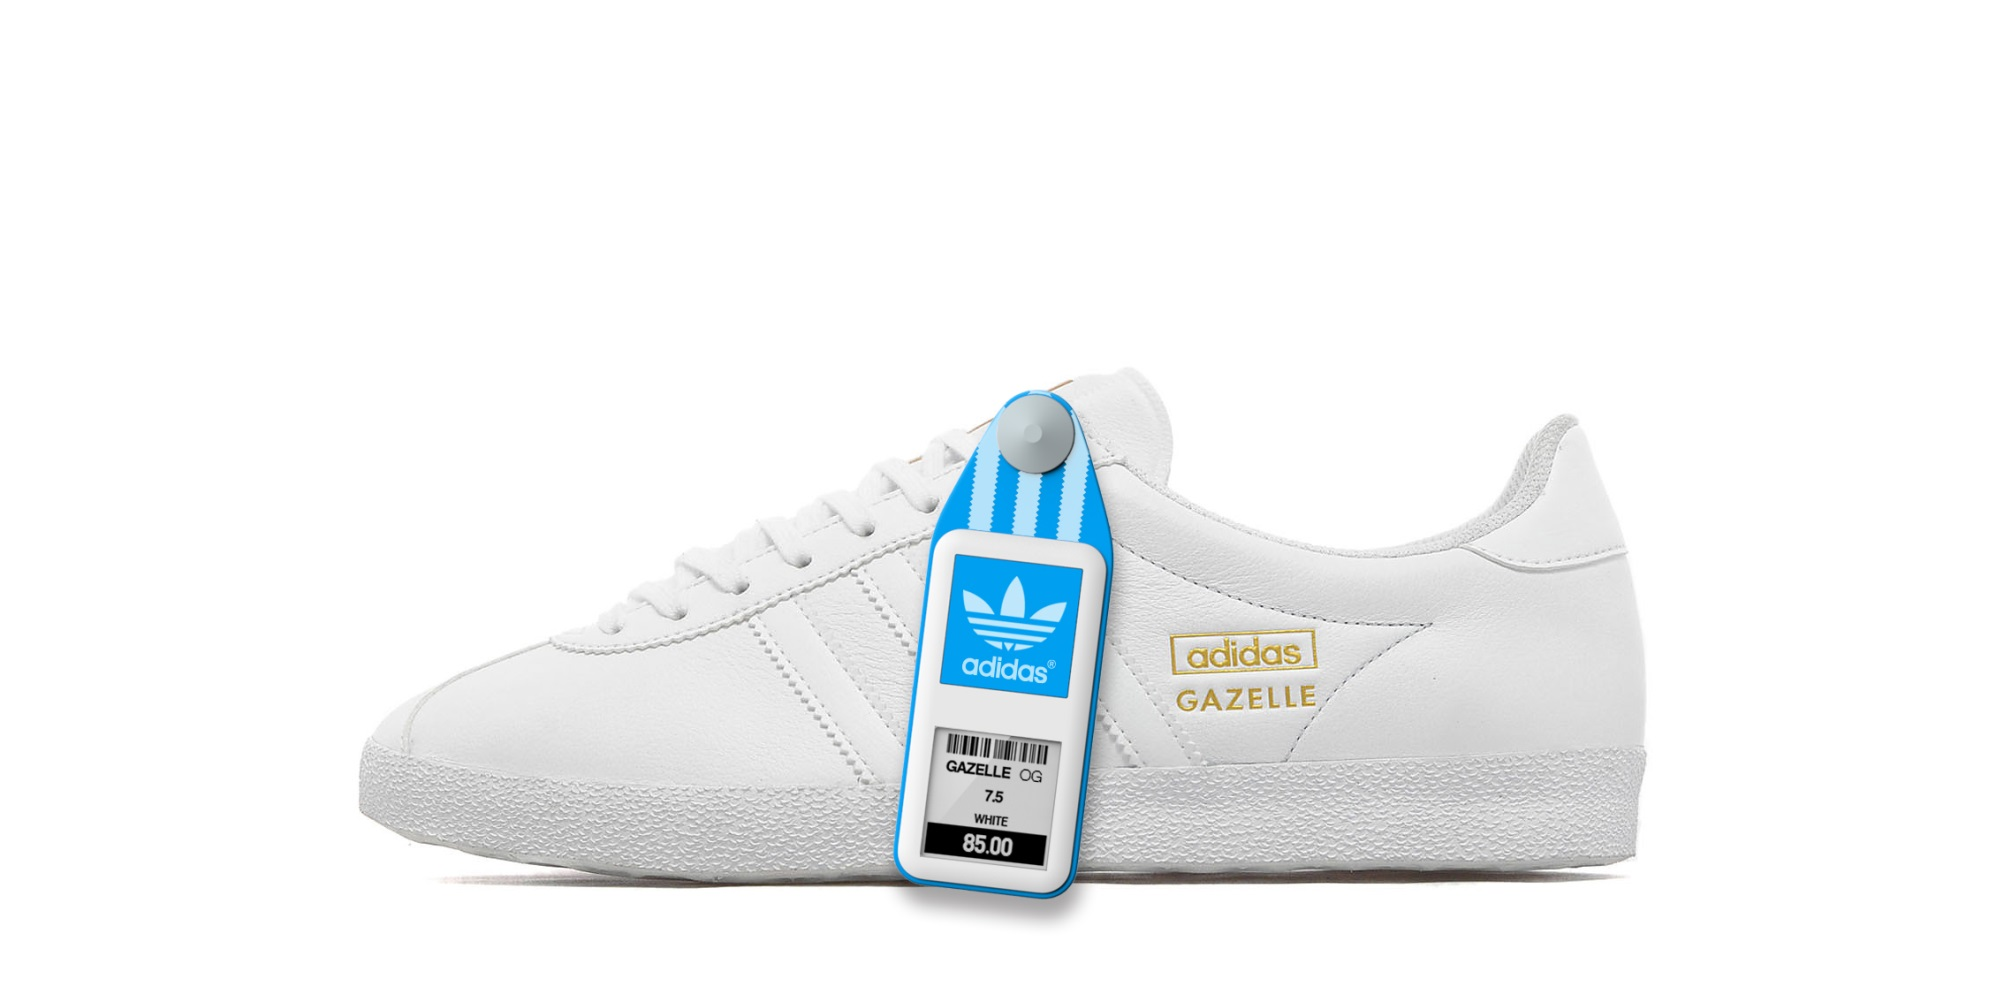 adidas®
GAZELLE OG
7.5
WHITE
85.00
adidas
GAZELLE